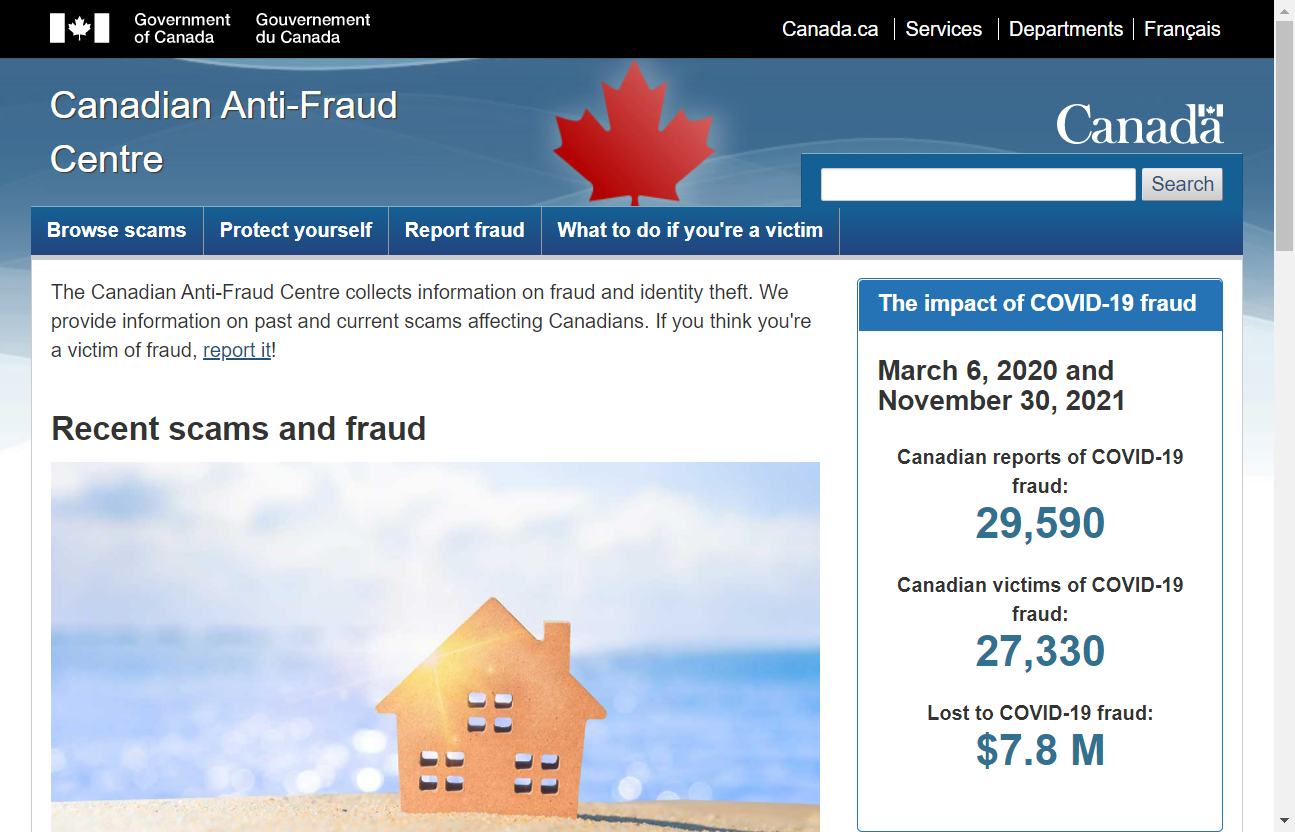 Government of Canada
Gouvernement du Canada
Canada.ca
Services
Departments
Français
Canadian Anti-Fraud
Centre
Canada
Search
Browse scams
Protect yourself
Report fraud
What to do if you're a victim
The Canadian Anti-Fraud Centre collects information on fraud and identity theft. We
provide information on past and current scams affecting Canadians. If you think you're
a victim of fraud, report it!
Recent scams and fraud
The impact of COVID-19 fraud
March 6, 2020 and
November 30, 2021
Canadian reports of COVID-19
fraud:
29,590
Canadian victims of COVID-19
fraud:
27,330
Lost to COVID-19 fraud:
$7.8 M